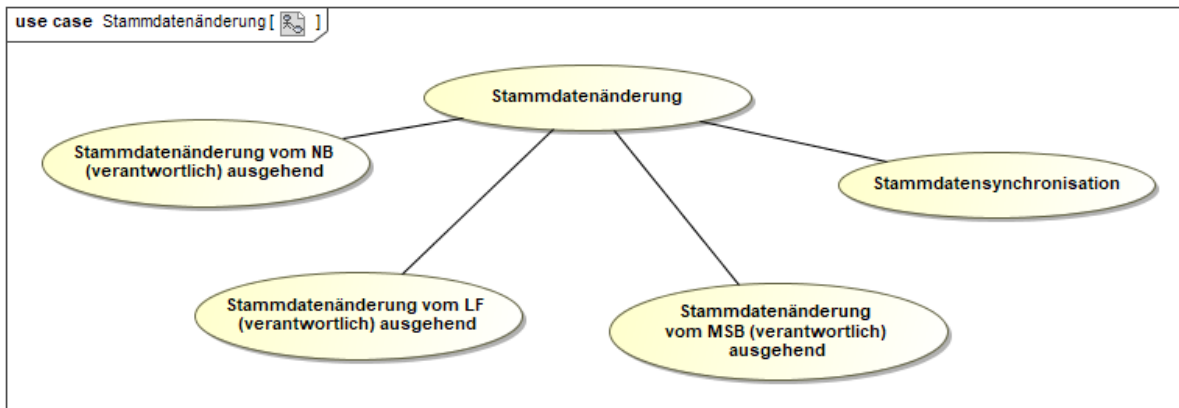 use case Stammdatenänderung [ ]
Stammdatenänderung
Stammdatenänderung vom NB
(verantwortlich) ausgehend
Stammdatensynchronisation
Stammdatenänderung vom LF
(verantwortlich) ausgehend
Stammdatenänderung
vom MSB (verantwortlich)
ausgehend